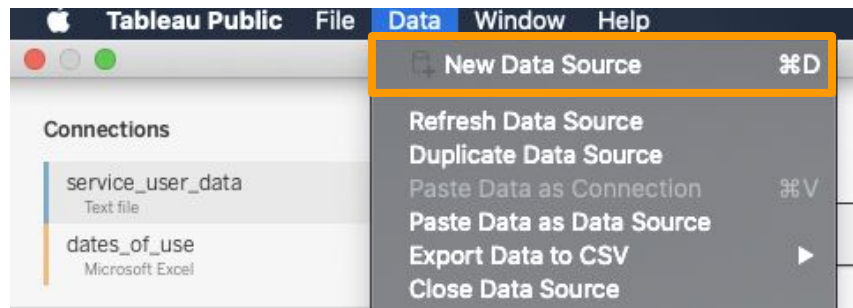 Tableau Public File Data Window Help
New Data Source ⌘D
Connections
Refresh Data Source
Duplicate Data Source
service_user_data
Text file
Paste Data as Connection ⌘V
Paste Data as Data Source
dates_of_use
Microsoft Excel
Export Data to CSV
Close Data Source